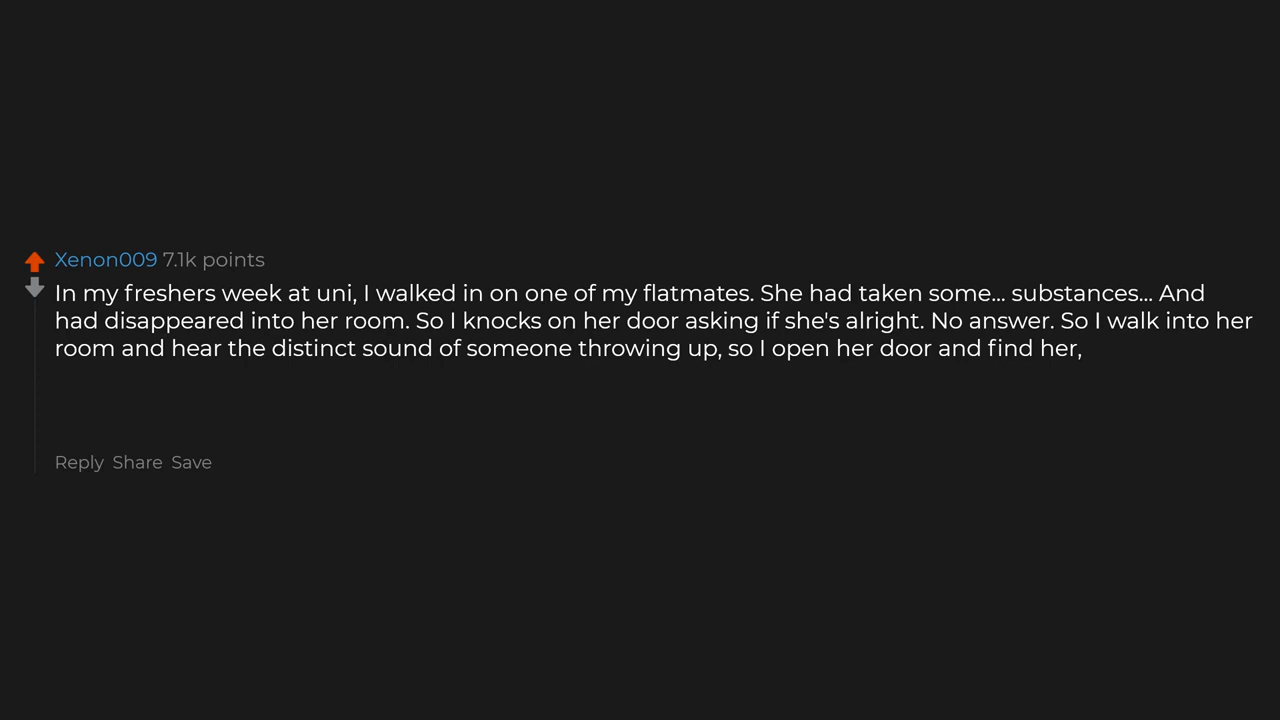 Xenon009 7.1k points
In my freshers week at uni, I walked in on one of my flatmates. She had taken some... substances... And
had disappeared into her room. So I knocks on her door asking if she's alright. No answer. So I walk into her
room and hear the distinct sound of someone throwing up, so I open her door and find her,
Reply Share Save